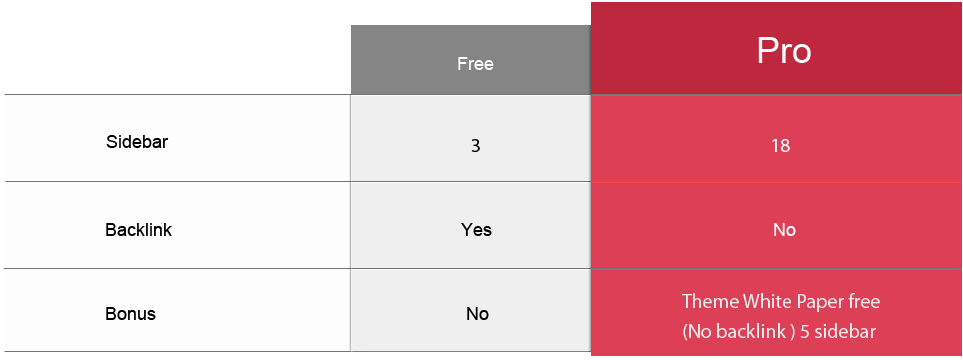 Free Pro
Sidebar 3 18
Backlink Yes No
Bonus No Theme White Paper free
(No backlink ) 5 sidebar